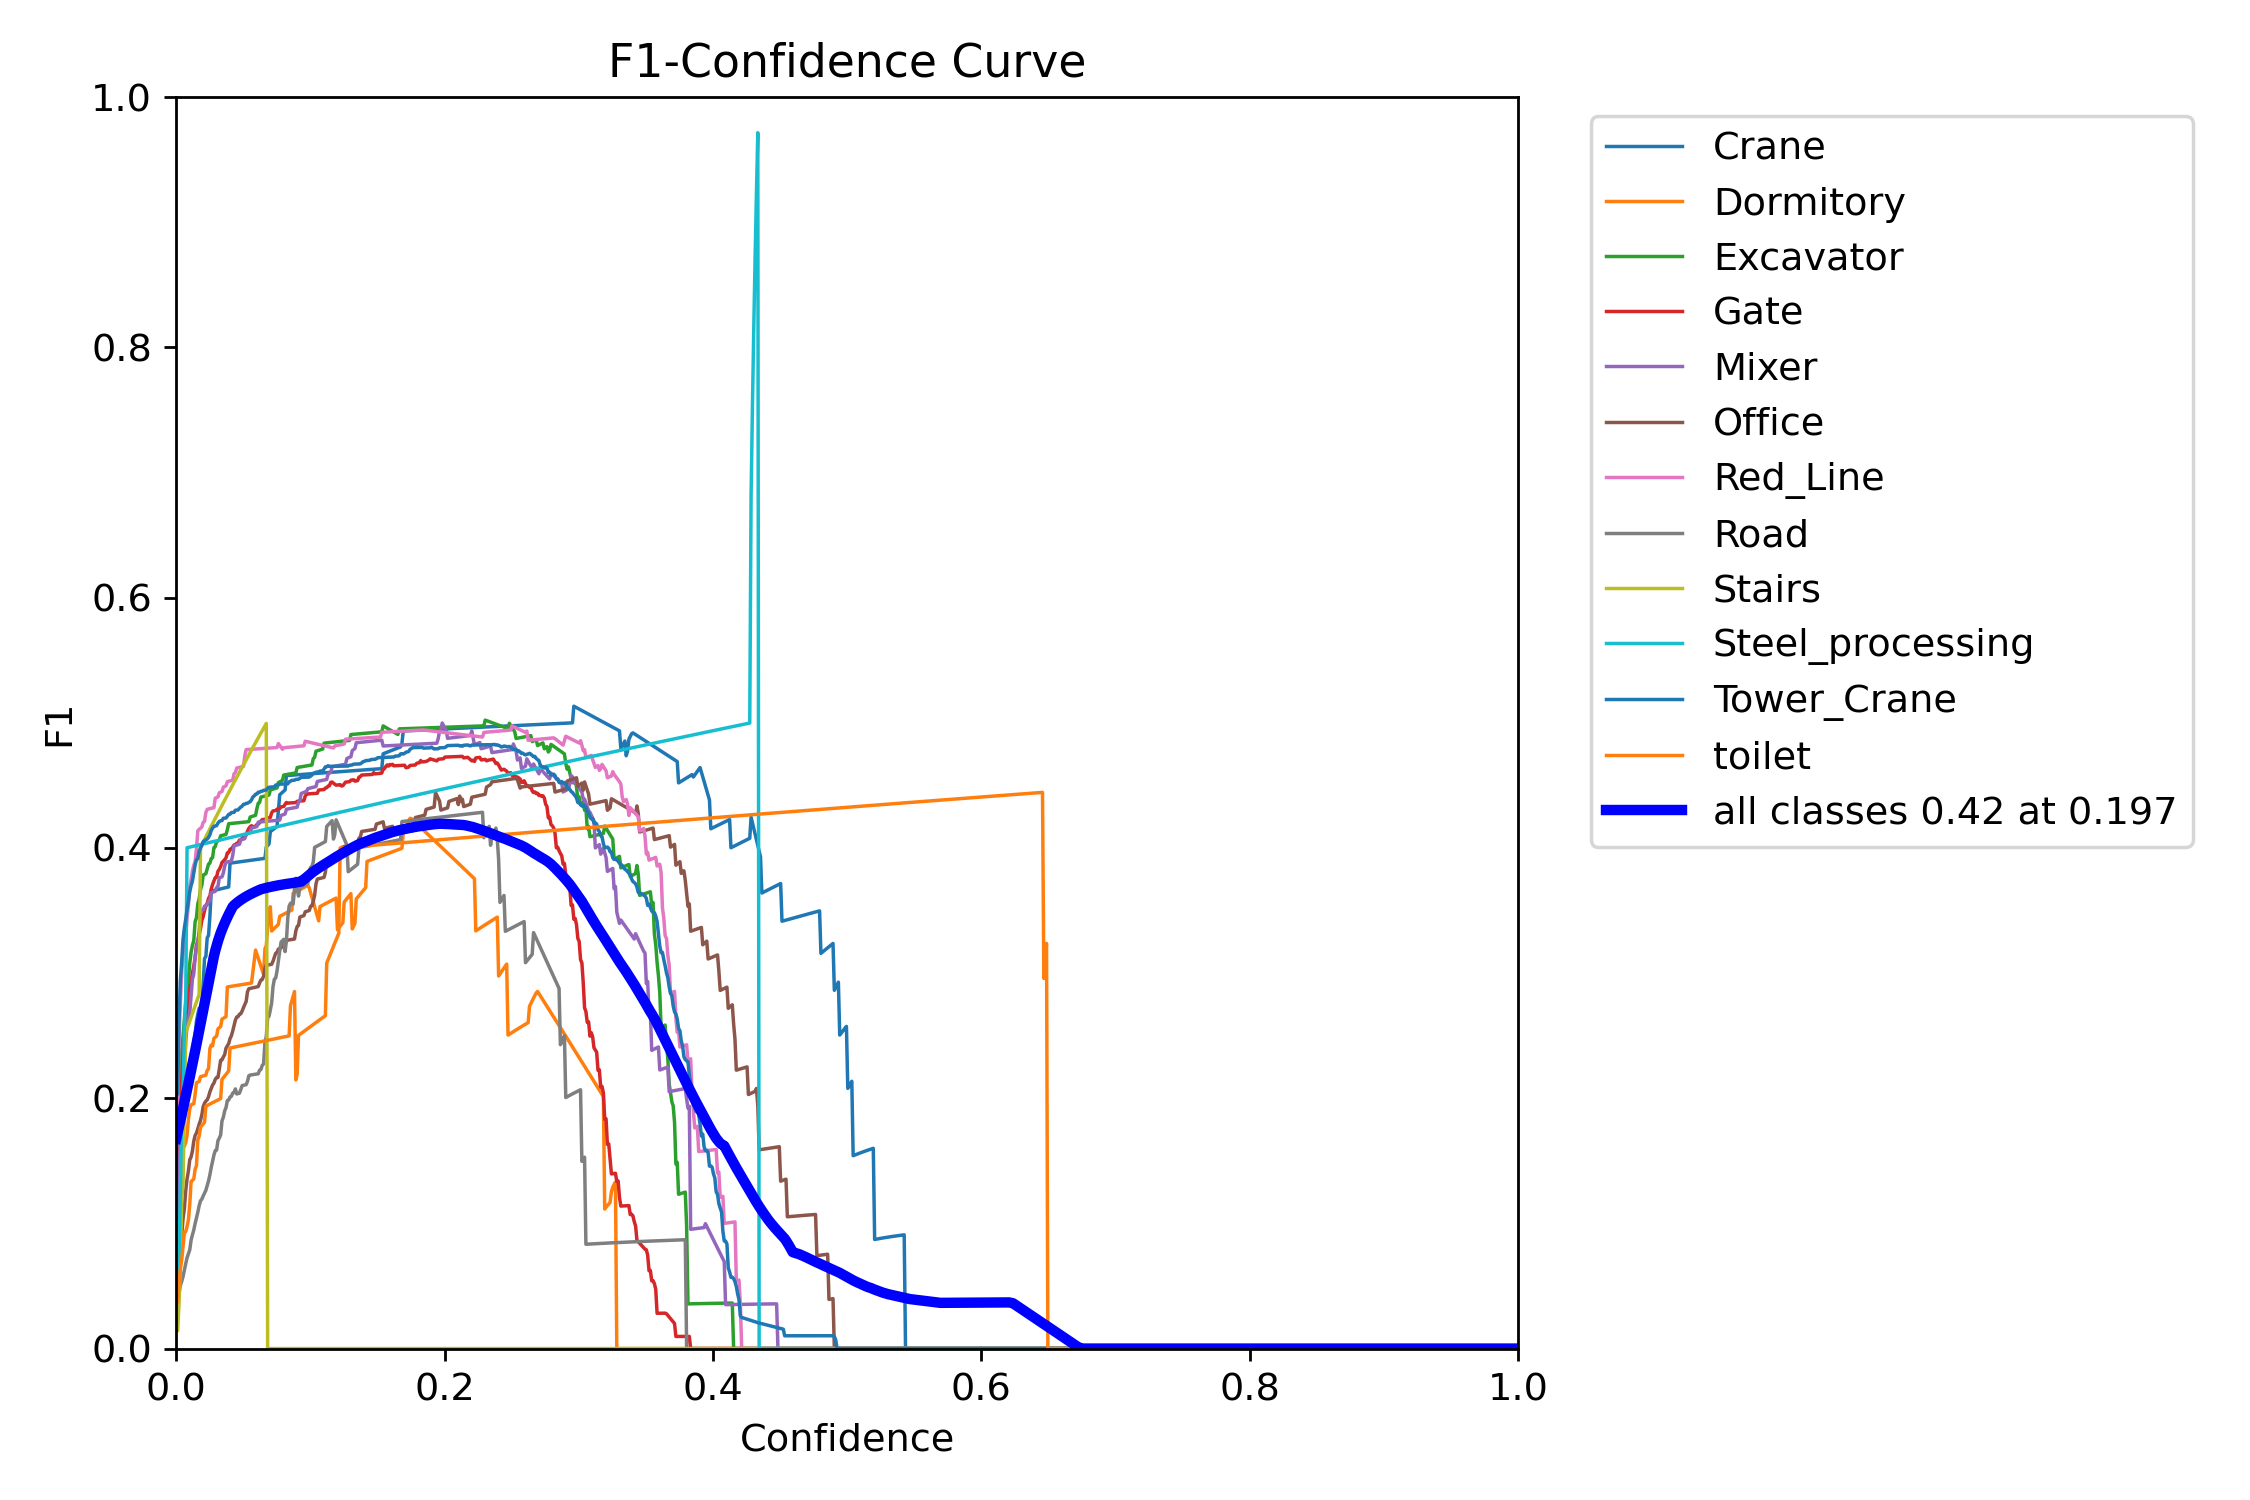 F1-Confidence Curve
1.0
0.8
0.6
0.4
0.2
0.0
F1
0.0 0.2 0.4 0.6 0.8 1.0
Confidence
Crane
Dormitory
Excavator
Gate
Mixer
Office
Red_Line
Road
Stairs
Steel_processing
Tower_Crane
toilet
all classes 0.42 at 0.197